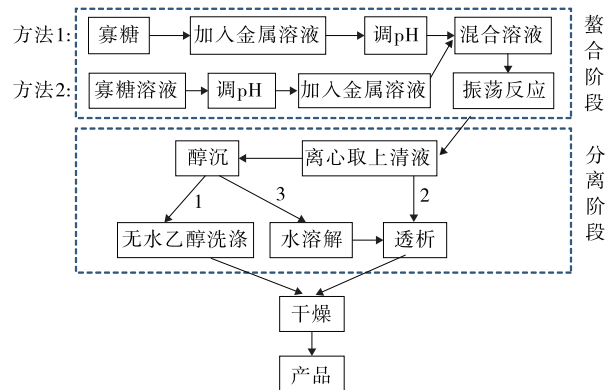 方法1: 寡糖 加入金属溶液 调pH 混合溶液
方法2: 寡糖溶液 调pH 加入金属溶液 振荡反应
螯合阶段
醇沉 离心取上清液
1 3 2
无水乙醇洗涤 水溶解 透析
分离阶段
干燥
产品